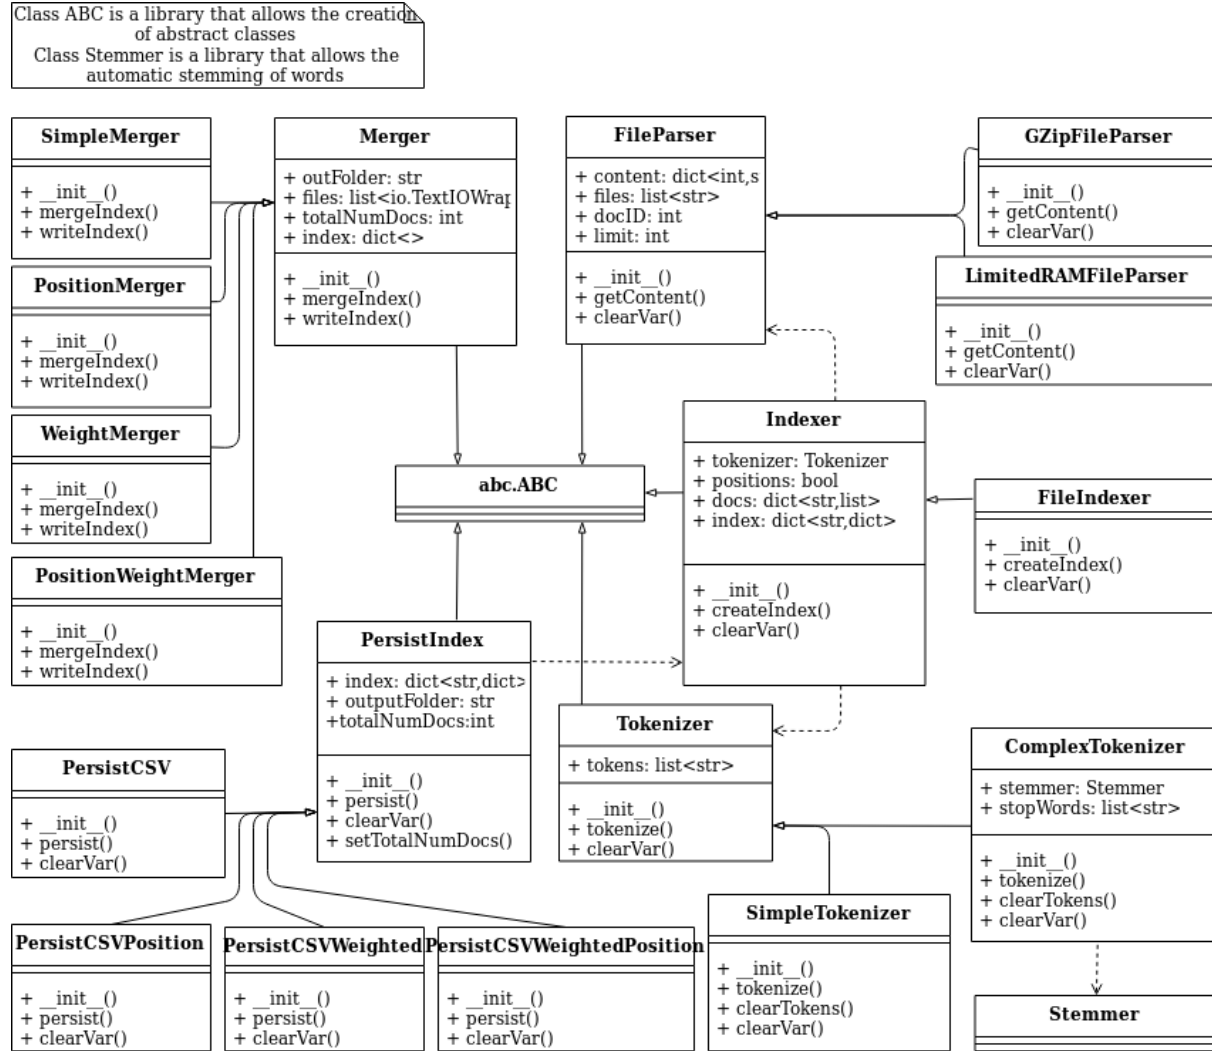 Class ABC is a library that allows the creation
of abstract classes
Class Stemmer is a library that allows the
automatic stemming of words
SimpleMerger
+ __init__()
+ mergeIndex()
+ writeIndex()
Merger
+ outFolder: str
+ files: list<io.TextIOWrap
+ totalNumDocs: int
+ index: dict<>
+ __init__()
+ mergeIndex()
+ writeIndex()
FileParser
+ content: dict<int,s
+ files: list<str>
+ docID: int
+ limit: int
+ __init__()
+ getContent()
+ clearVar()
GZipFileParser
+ __init__()
+ getContent()
+ clearVar()
PositionMerger
+ __init__()
+ mergeIndex()
+ writeIndex()
LimitedRAMFileParser
+ __init__()
+ getContent()
+ clearVar()
WeightMerger
+ __init__()
+ mergeIndex()
+ writeIndex()
abc.ABC
Indexer
+ tokenizer: Tokenizer
+ positions: bool
+ docs: dict<str,list>
+ index: dict<str,dict>
+ __init__()
+ createIndex()
+ clearVar()
FileIndexer
+ __init__()
+ createIndex()
+ clearVar()
PositionWeightMerger
+ __init__()
+ mergeIndex()
+ writeIndex()
PersistIndex
+ index: dict<str,dict>
+ outputFolder: str
+totalNumDocs:int
+ __init__()
+ persist()
+ clearVar()
+ setTotalNumDocs()
Tokenizer
+ tokens: list<str>
+ __init__()
+ tokenize()
+ clearVar()
ComplexTokenizer
+ stemmer: Stemmer
+ stopWords: list<str>
+ __init__()
+ tokenize()
+ clearTokens()
+ clearVar()
PersistCSV
+ __init__()
+ persist()
+ clearVar()
PersistCSVPosition
+ __init__()
+ persist()
+ clearVar()
PersistCSVWeighted
+ __init__()
+ persist()
+ clearVar()
PersistCSVWeightedPosition
+ __init__()
+ persist()
+ clearVar()
SimpleTokenizer
+ __init__()
+ tokenize()
+ clearTokens()
+ clearVar()
Stemmer